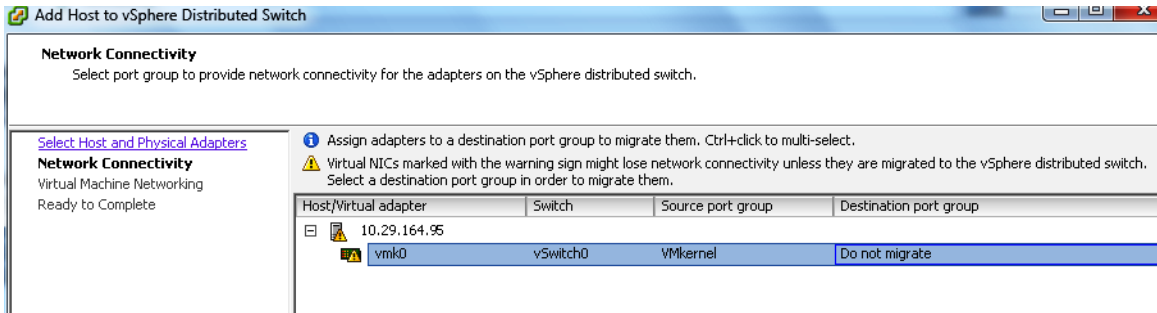 Add Host to vSphere Distributed Switch
Network Connectivity
Select port group to provide network connectivity for the adapters on the vSphere distributed switch.
Select Host and Physical Adapters
Network Connectivity
Virtual Machine Networking
Ready to Complete
Assign adapters to a destination port group to migrate them. Ctrl+click to multi-select.
Virtual NICs marked with the warning sign might lose network connectivity unless they are migrated to the vSphere distributed switch.
Select a destination port group in order to migrate them.
Host/Virtual adapter Switch Source port group Destination port group
10.29.164.95
vmk0 vSwitch0 VMkernel Do not migrate